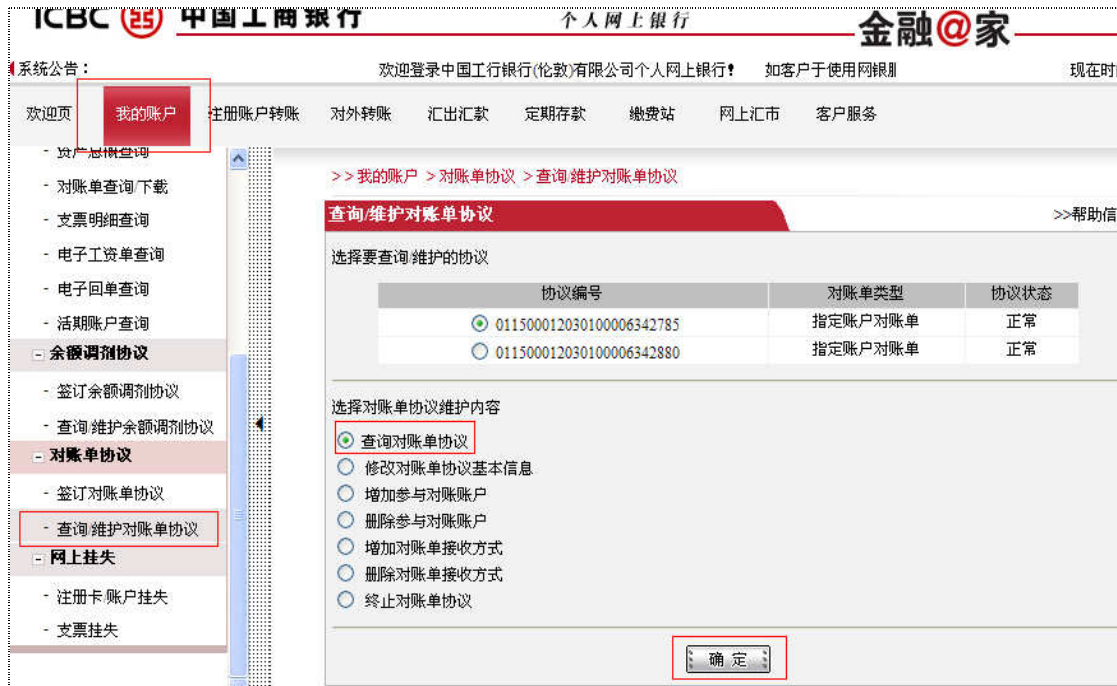 ICBC 中国工商银行 个人网上银行 金融@家
系统公告： 欢迎登录中国工行银行(伦敦)有限公司个人网上银行！ 如客户于使用网银 现在时
欢迎页 我的账户 注册账户转账 对外转账 汇出汇款 定期存款 缴费站 网上汇市 客户服务
- 资产总概查询
- 对账单查询/下载
- 支票明细查询
- 电子工资单查询
- 电子回单查询
- 活期账户查询
余额调剂协议
- 签订余额调剂协议
- 查询/维护余额调剂协议
对账单协议
- 签订对账单协议
- 查询/维护对账单协议
网上挂失
- 注册卡/账户挂失
- 支票挂失
>>我的账户 >对账单协议 >查询/维护对账单协议
查询/维护对账单协议 >>帮助信
选择要查询/维护的协议
协议编号 对账单类型 协议状态
011500012030100006342785 指定账户对账单 正常
011500012030100006342880 指定账户对账单 正常
选择对账单协议维护内容
查询对账单协议
修改对账单协议基本信息
增加参与对账账户
删除参与对账账户
增加对账单接收方式
删除对账单接收方式
终止对账单协议
确 定